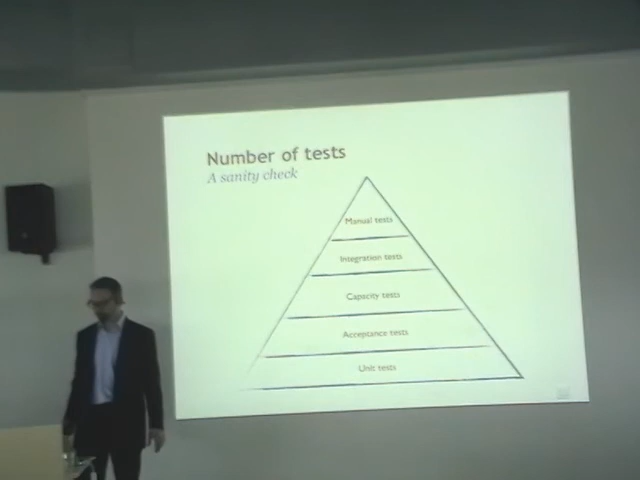 Number of tests
A sanity check
Manual tests
Integration tests
Capacity tests
Acceptance tests
Unit tests